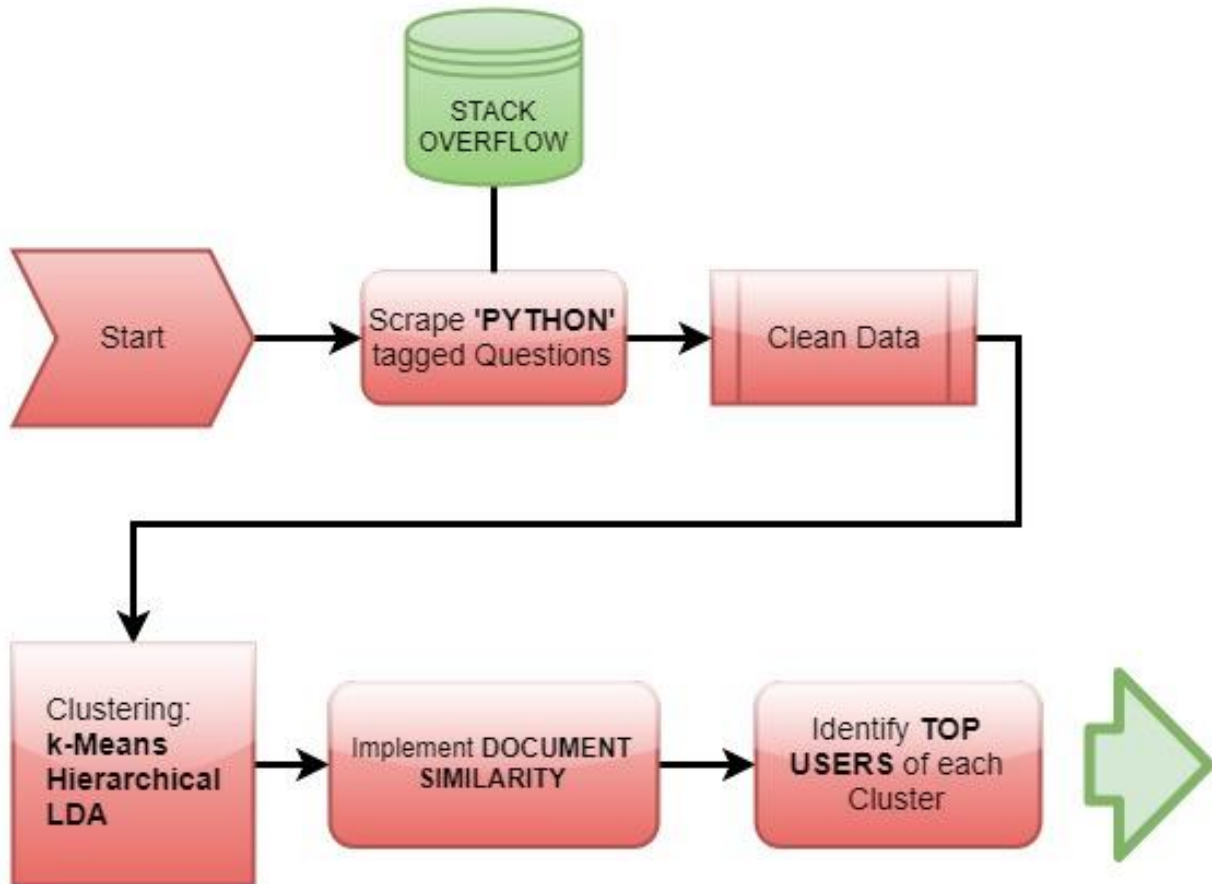 STACK
OVERFLOW
Start
Scrape 'PYTHON'
tagged Questions
Clean Data
Clustering:
k-Means
Hierarchical
LDA
Implement DOCUMENT
SIMILARITY
Identify TOP
USERS of each
Cluster